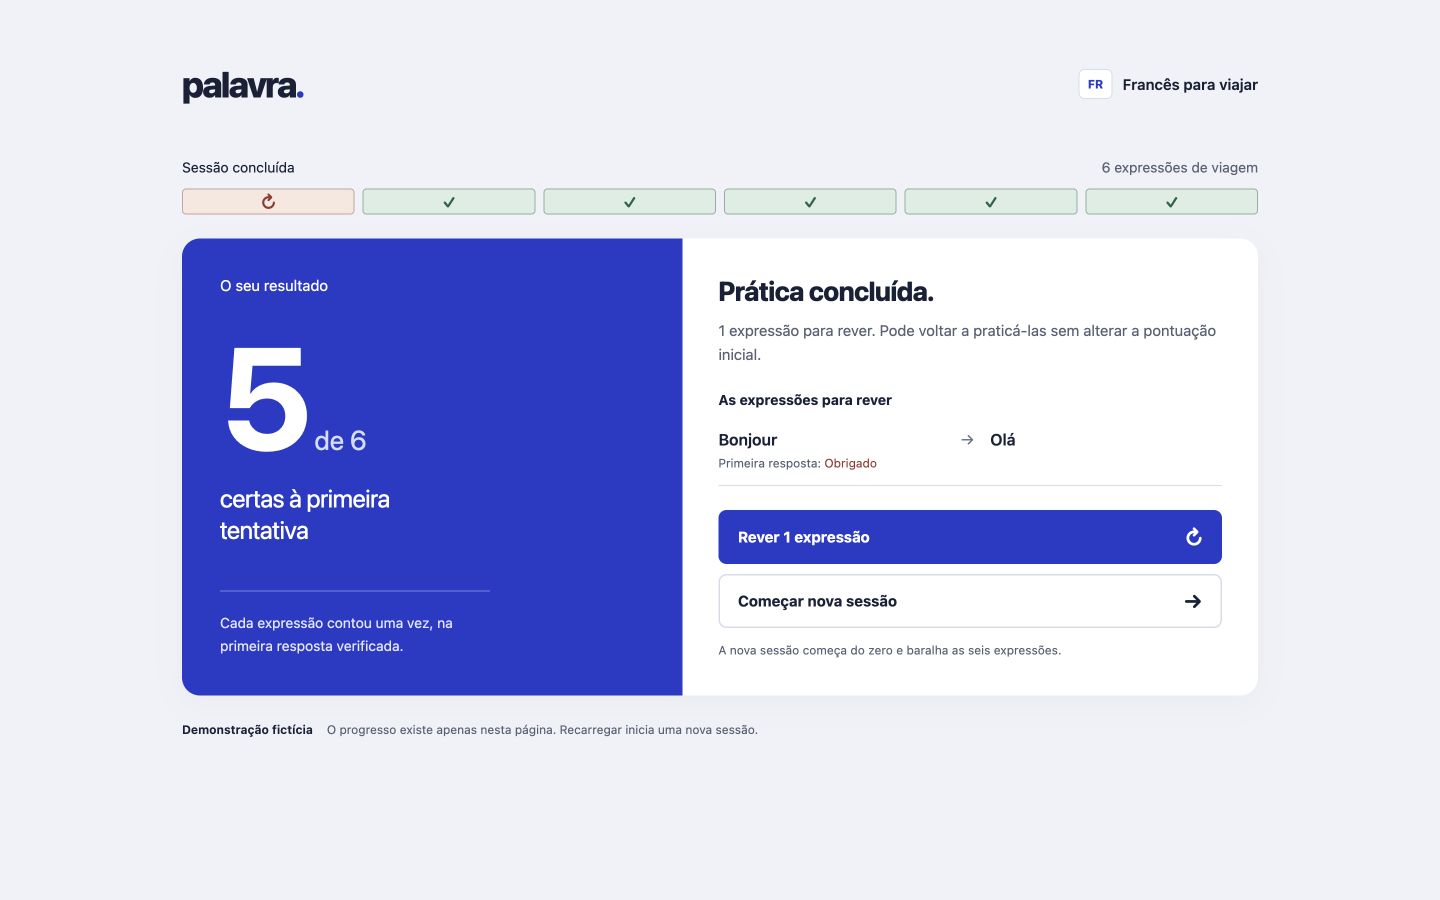 palavra.
FR
Francês para viajar
Sessão concluída
6 expressões de viagem
O seu resultado
5 de 6
certas à primeira
tentativa
Cada expressão contou uma vez, na
primeira resposta verificada.
Prática concluída.
1 expressão para rever. Pode voltar a praticá-las sem alterar a pontuação
inicial.
As expressões para rever
Bonjour → Olá
Primeira resposta: Obrigado
Rever 1 expressão
Começar nova sessão
A nova sessão começa do zero e baralha as seis expressões.
Demonstração fictícia O progresso existe apenas nesta página. Recarregar inicia uma nova sessão.